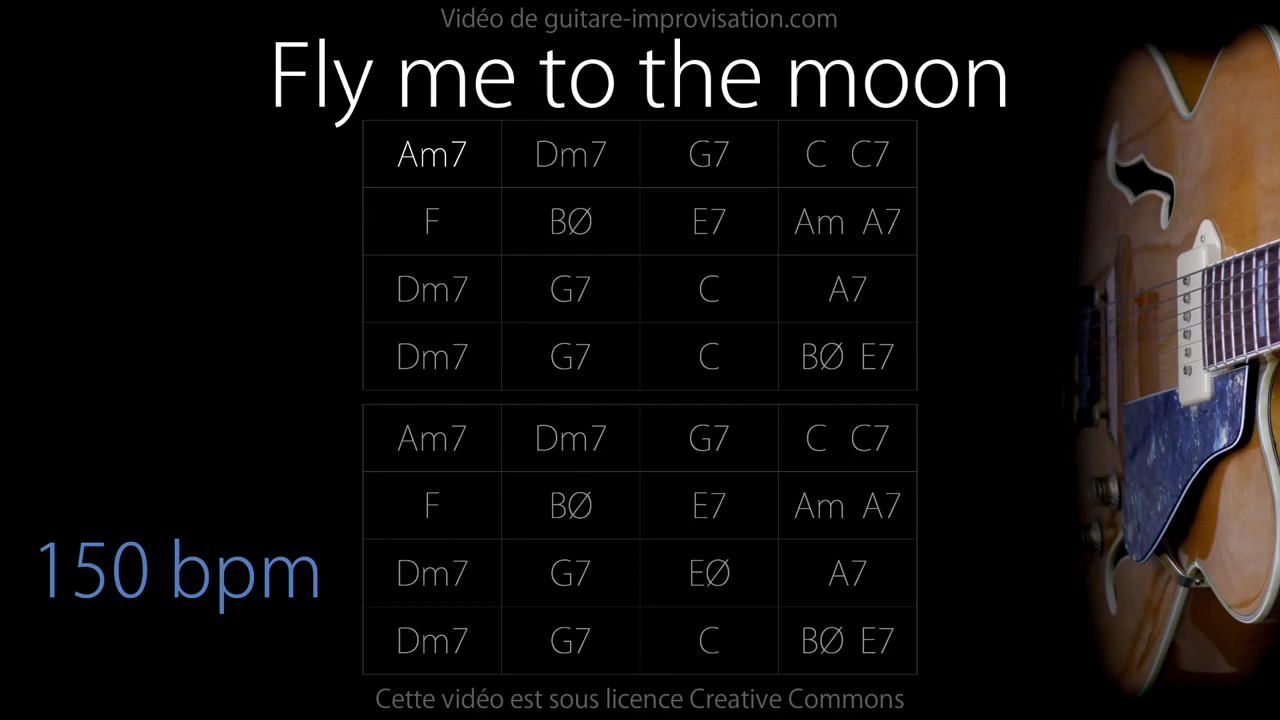 Vidéo de guitare-improvisation.com
Fly me to the moon
Am7 Dm7 G7 C C7
F BØ E7 Am A7
Dm7 G7 C A7
Dm7 G7 C BØ E7
Am7 Dm7 G7 C C7
F BØ E7 Am A7
Dm7 G7 EØ A7
Dm7 G7 C BØ E7
150 bpm
Cette vidéo est sous licence Creative Commons